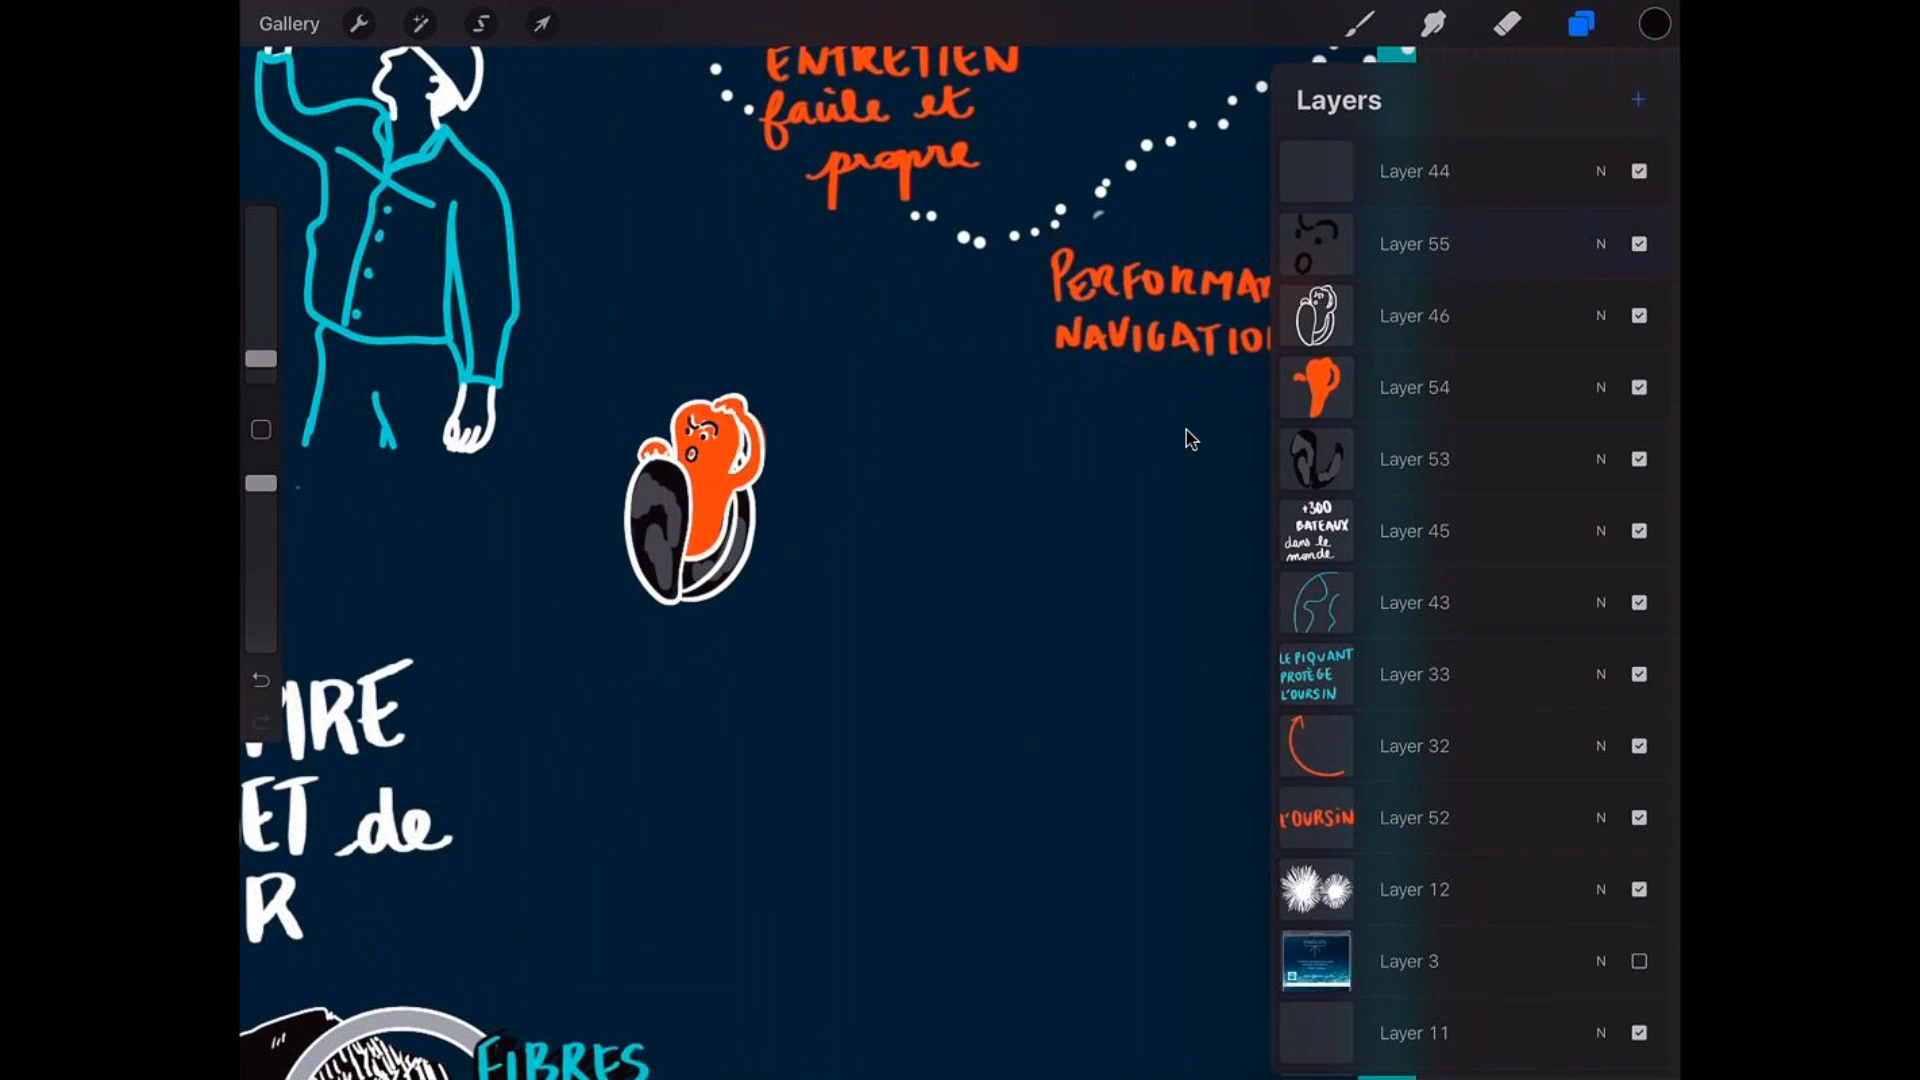 Gallery
ENTRETIEN
facile et
propre
PERFORMAN
NAVIGATIO
IRE
ET de
R
FIBRES
Layers
Layer 44 N
Layer 55 N
Layer 46 N
Layer 54 N
Layer 53 N
+300
BATEAUX
dans le
monde
Layer 45 N
Layer 43 N
LE PIQUANT
PROTÈGE
L'OURSIN
Layer 33 N
Layer 32 N
L'OURSIN
Layer 52 N
Layer 12 N
Layer 3 N
Layer 11 N